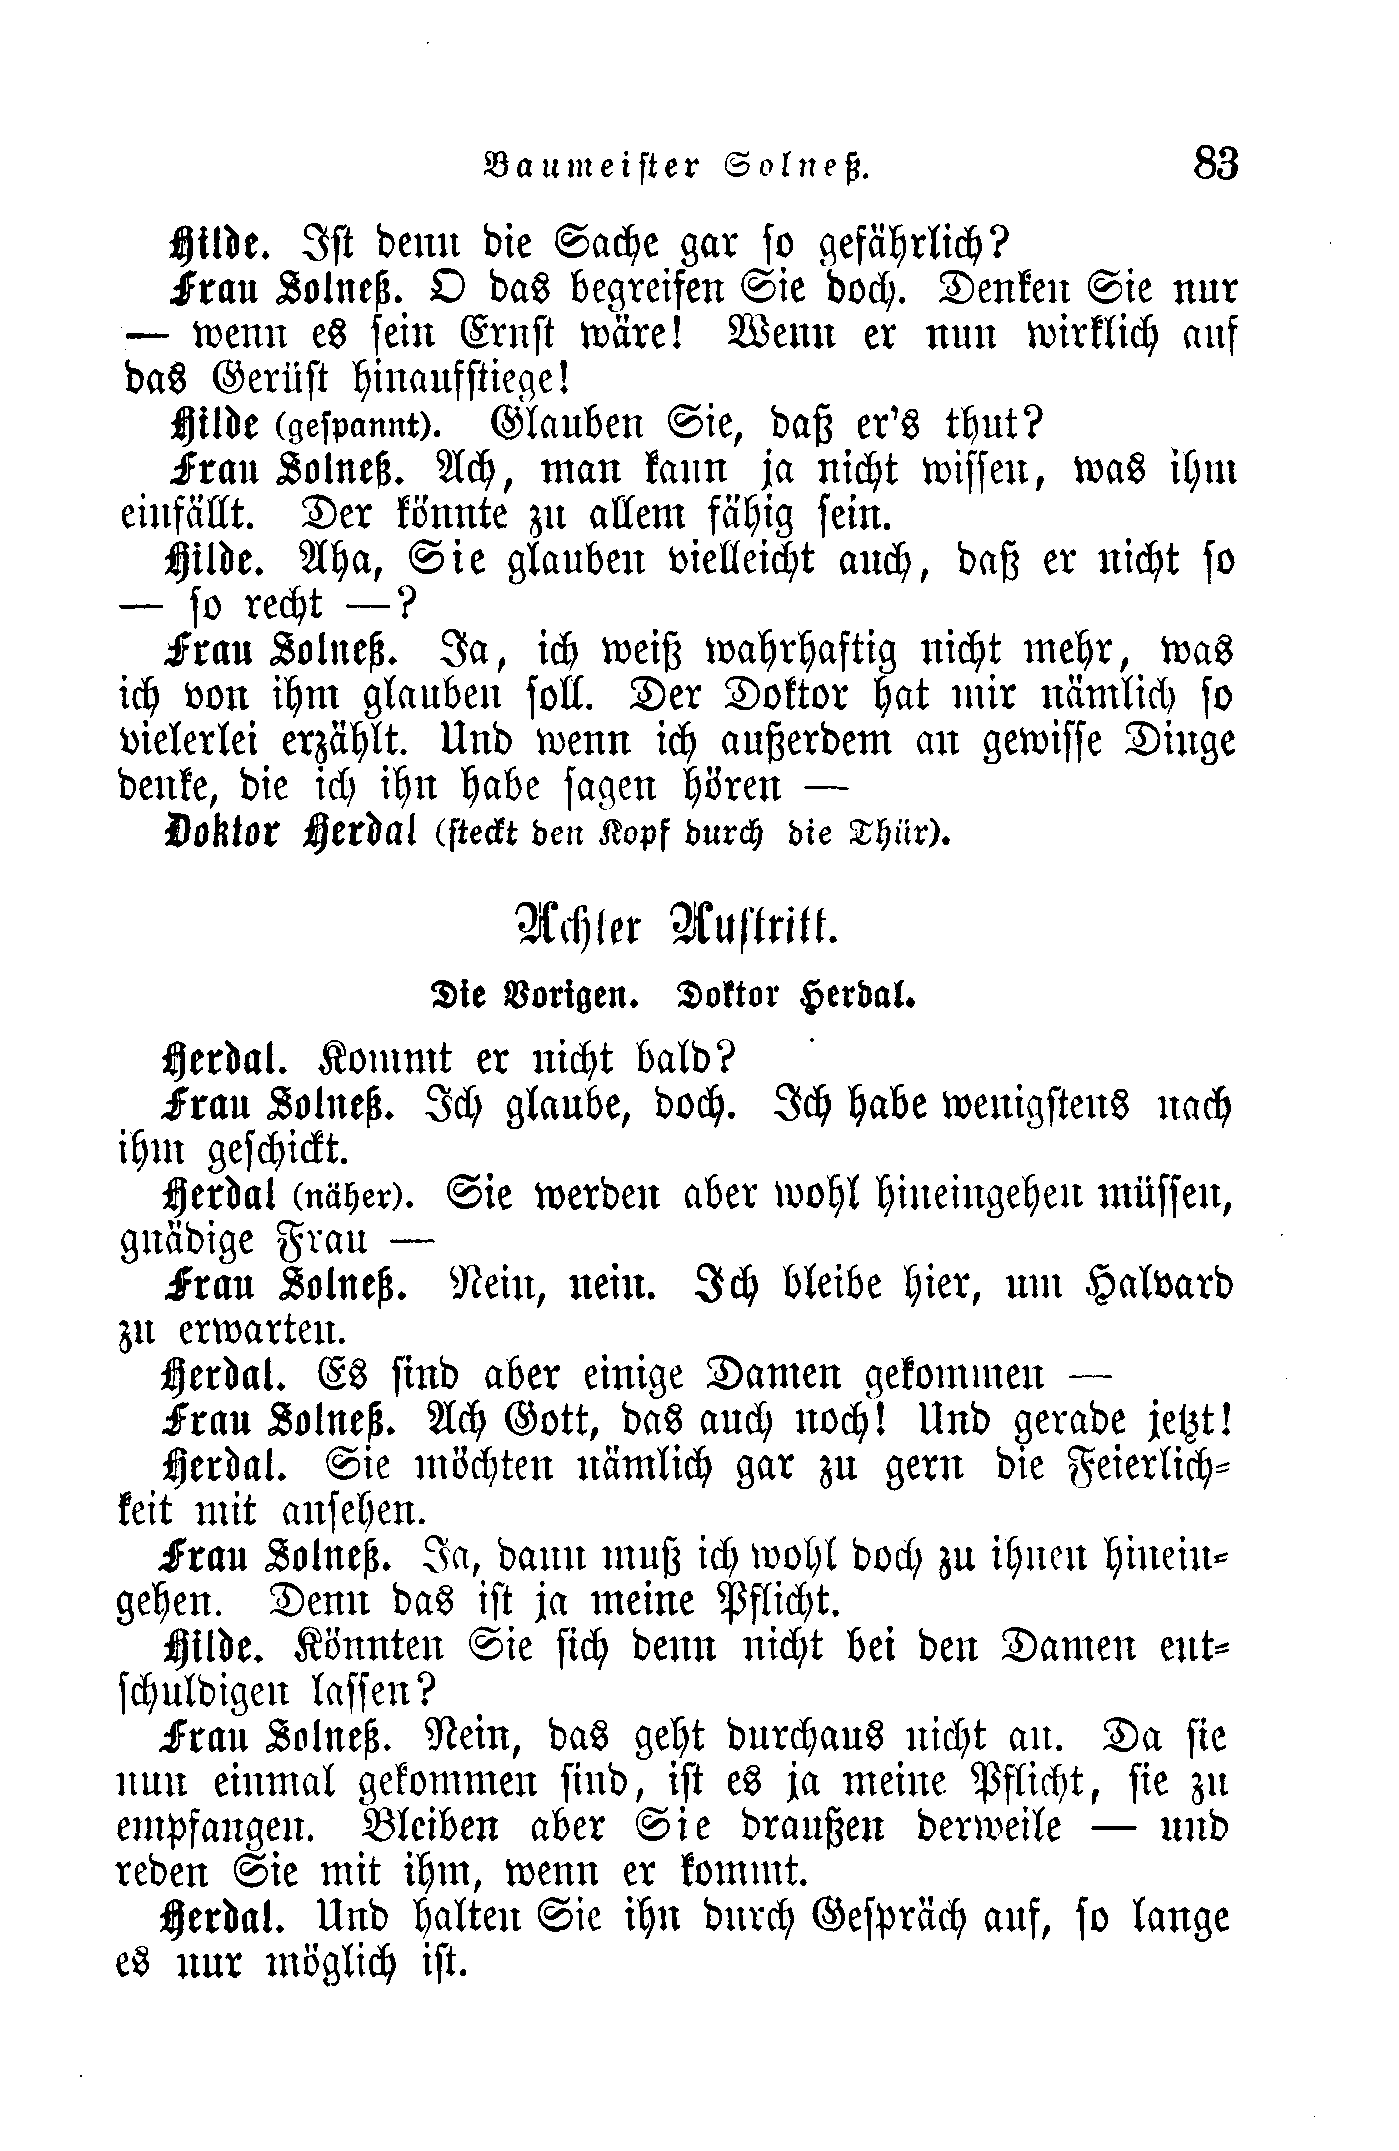 Baumeister Solneß. 83
Hilde. Ist denn die Sache gar so gefährlich?
Frau Solneß. O das begreifen Sie doch. Denken Sie nur
— wenn es sein Ernst wäre! Wenn er nun wirklich auf
das Gerüst hinaufstiege!
Hilde (gespannt). Glauben Sie, daß er's thut?
Frau Solneß. Ach, man kann ja nicht wissen, was ihm
einfällt. Der könnte zu allem fähig sein.
Hilde. Aha, Sie glauben vielleicht auch, daß er nicht so
— so recht —?
Frau Solneß. Ja, ich weiß wahrhaftig nicht mehr, was
ich von ihm glauben soll. Der Doktor hat mir nämlich so
vielerlei erzählt. Und wenn ich außerdem an gewisse Dinge
denke, die ich ihn habe sagen hören —
Doktor Herdal (steckt den Kopf durch die Thür).
Achter Auftritt.
Die Vorigen. Doktor Herdal.
Herdal. Kommt er nicht bald?
Frau Solneß. Ich glaube, doch. Ich habe wenigstens nach
ihm geschickt.
Herdal (näher). Sie werden aber wohl hineingehen müssen,
gnädige Frau —
Frau Solneß. Nein, nein. Ich bleibe hier, um Halvard
zu erwarten.
Herdal. Es sind aber einige Damen gekommen —
Frau Solneß. Ach Gott, das auch noch! Und gerade jetzt!
Herdal. Sie möchten nämlich gar zu gern die Feierlich-
keit mit ansehen.
Frau Solneß. Ja, dann muß ich wohl doch zu ihnen hinein-
gehen. Denn das ist ja meine Pflicht.
Hilde. Könnten Sie sich denn nicht bei den Damen ent-
schuldigen lassen?
Frau Solneß. Nein, das geht durchaus nicht an. Da sie
nun einmal gekommen sind, ist es ja meine Pflicht, sie zu
empfangen. Bleiben aber Sie draußen derweile — und
reden Sie mit ihm, wenn er kommt.
Herdal. Und halten Sie ihn durch Gespräch auf, so lange
es nur möglich ist.